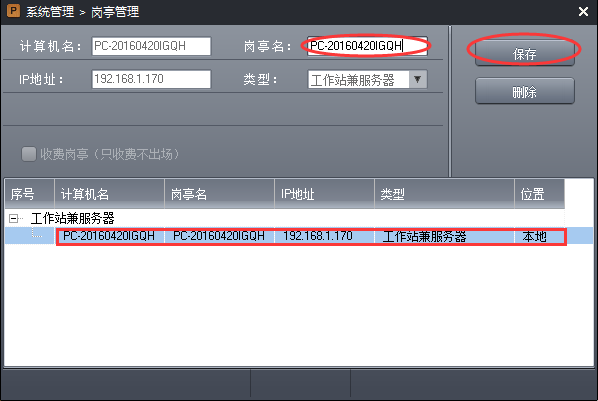 P 系统管理 > 岗亭管理
计算机名： PC-20160420IGQH 岗亭名： PC-20160420IGQH 保存
IP地址： 192.168.1.170 类型： 工作站兼服务器 删除
收费岗亭（只收费不出场）
序号 计算机名 岗亭名 IP地址 类型 位置
工作站兼服务器
PC-20160420IGQH PC-20160420IGQH 192.168.1.170 工作站兼服务器 本地